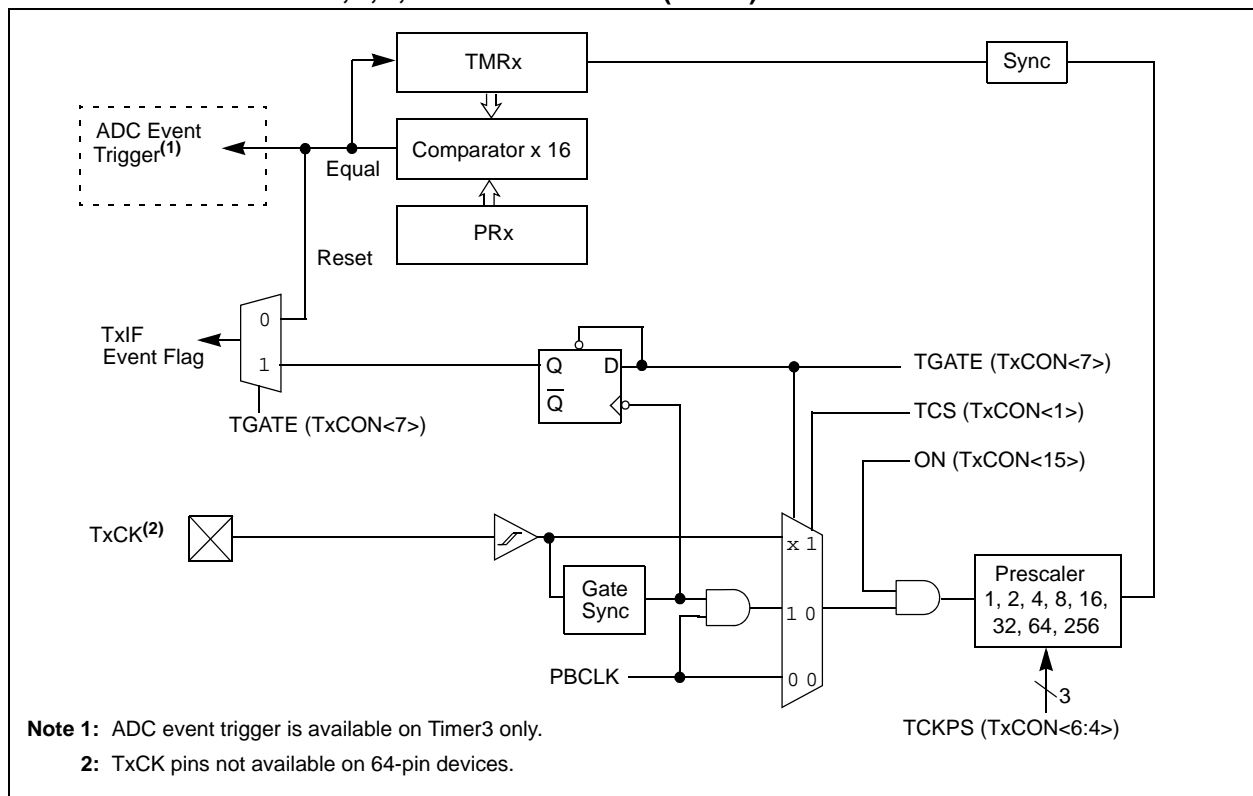 TMRx
Sync
ADC Event
Trigger(1)
Equal
Comparator x 16
PRx
Reset
0
TxIF
Event Flag
1
Q D
Q
TGATE (TxCON<7>)
TGATE (TxCON<7>)
TCS (TxCON<1>)
ON (TxCON<15>)
TxCK(2)
x 1
Gate
Sync
1 0
Prescaler
1, 2, 4, 8, 16,
32, 64, 256
PBCLK
0 0
3
TCKPS (TxCON<6:4>)
Note 1: ADC event trigger is available on Timer3 only.
2: TxCK pins not available on 64-pin devices.